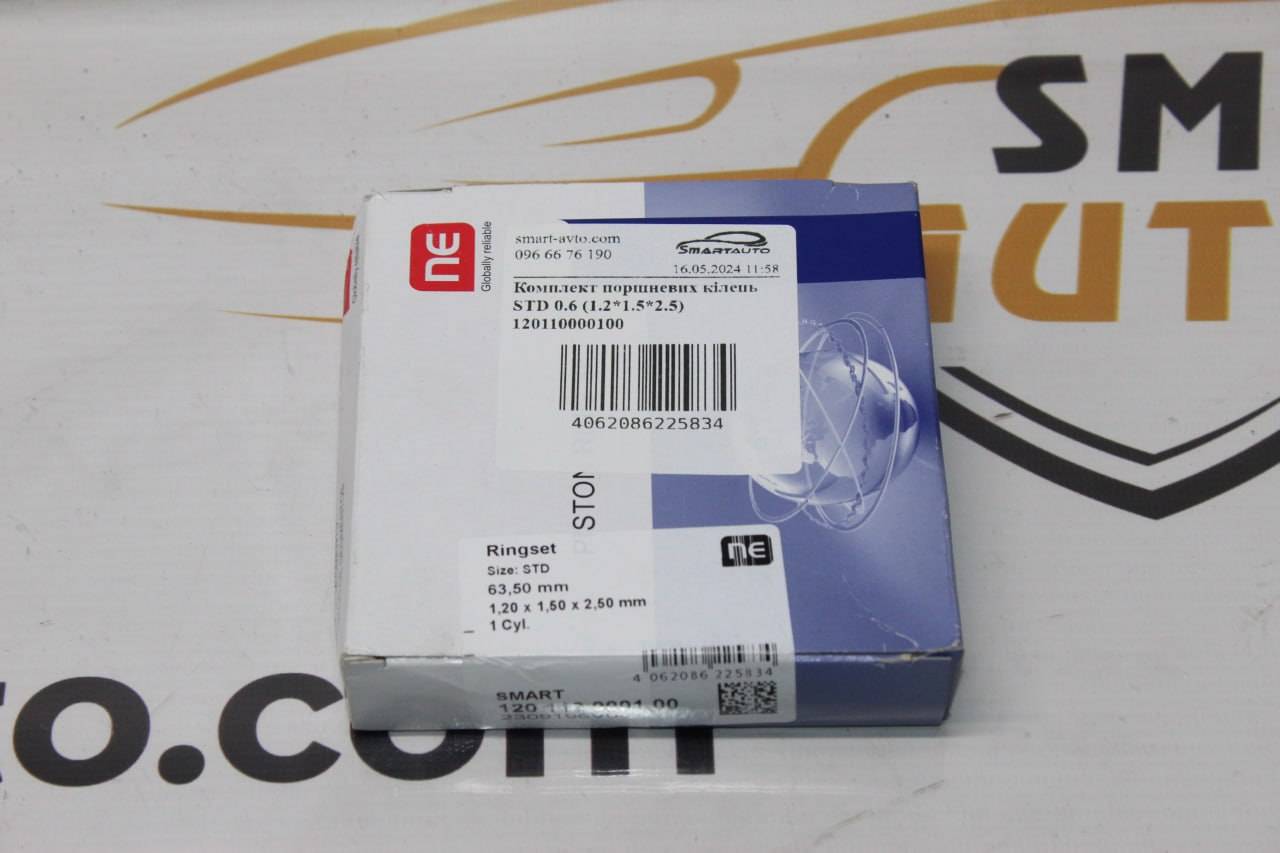 SM
AUT
NE
Globally reliable
smart-avto.com
096 66 76 190
SMARTAUTO
16.05.2024 11:58
Комплект поршневих кілець
STD 0.6 (1.2*1.5*2.5)
120110000100
4062086225834
STON
Ringset
NE
Size: STD
63,50 mm
1,20 x 1,50 x 2,50 mm
1 Cyl.
4 062086 225834
SMART
to.com